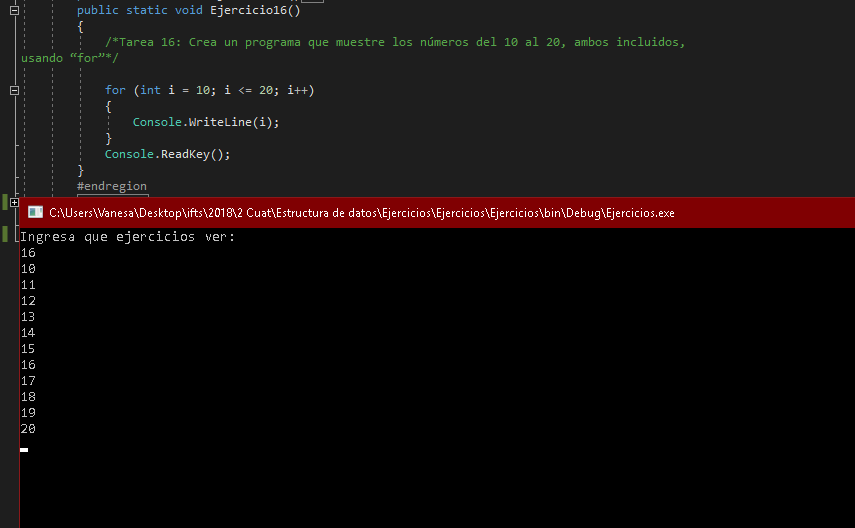 public static void Ejercicio16()
{
/*Tarea 16: Crea un programa que muestre los números del 10 al 20, ambos incluidos,
usando “for”*/
for (int i = 10; i <= 20; i++)
{
Console.WriteLine(i);
}
Console.ReadKey();
}
#endregion
C:\Users\Vanesa\Desktop\ifts\2018\2 Cuat\Estructura de datos\Ejercicios\Ejercicios\Ejercicios\bin\Debug\Ejercicios.exe
Ingresa que ejercicios ver:
16
10
11
12
13
14
15
16
17
18
19
20